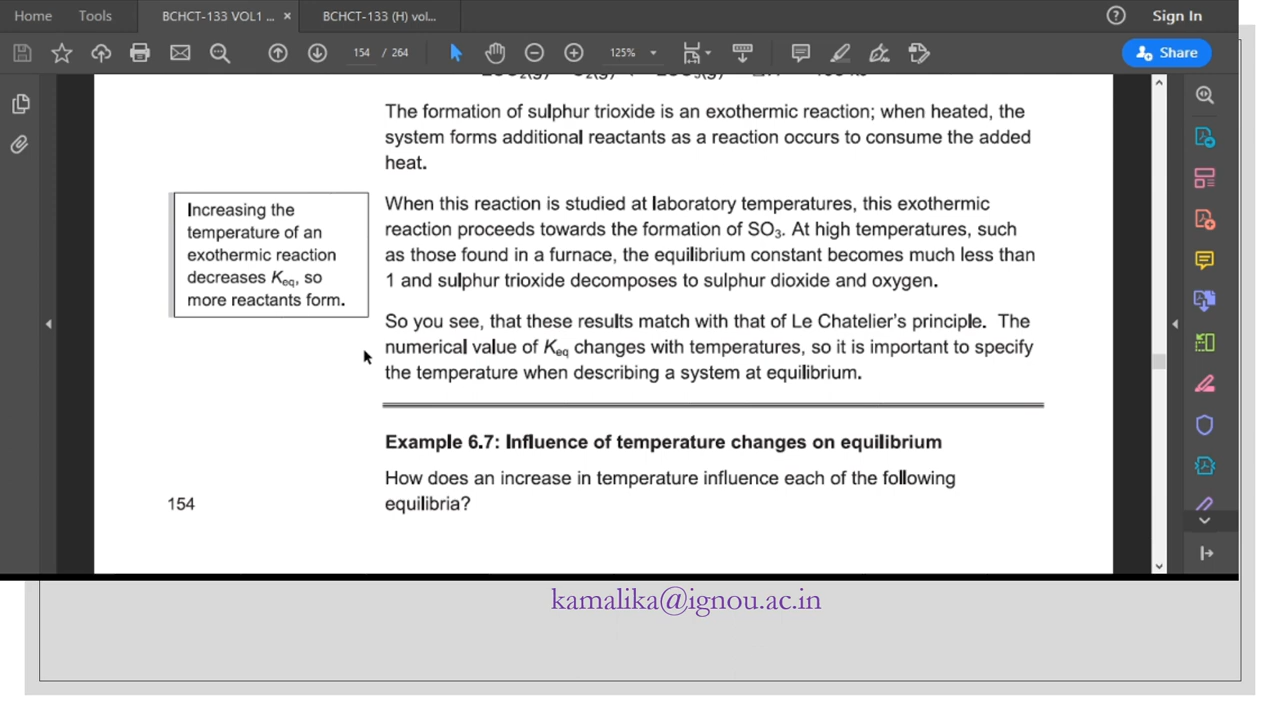 Home Tools BCHCT-133 VOL1 ... × BCHCT-133 (H) vol... ? Sign In
154 / 264 125% Share
The formation of sulphur trioxide is an exothermic reaction; when heated, the
system forms additional reactants as a reaction occurs to consume the added
heat.
Increasing the
temperature of an
exothermic reaction
decreases Keq, so
more reactants form.
When this reaction is studied at laboratory temperatures, this exothermic
reaction proceeds towards the formation of SO3. At high temperatures, such
as those found in a furnace, the equilibrium constant becomes much less than
1 and sulphur trioxide decomposes to sulphur dioxide and oxygen.
So you see, that these results match with that of Le Chatelier's principle. The
numerical value of Keq changes with temperatures, so it is important to specify
the temperature when describing a system at equilibrium.
Example 6.7: Influence of temperature changes on equilibrium
How does an increase in temperature influence each of the following
equilibria?
154
kamalika@ignou.ac.in